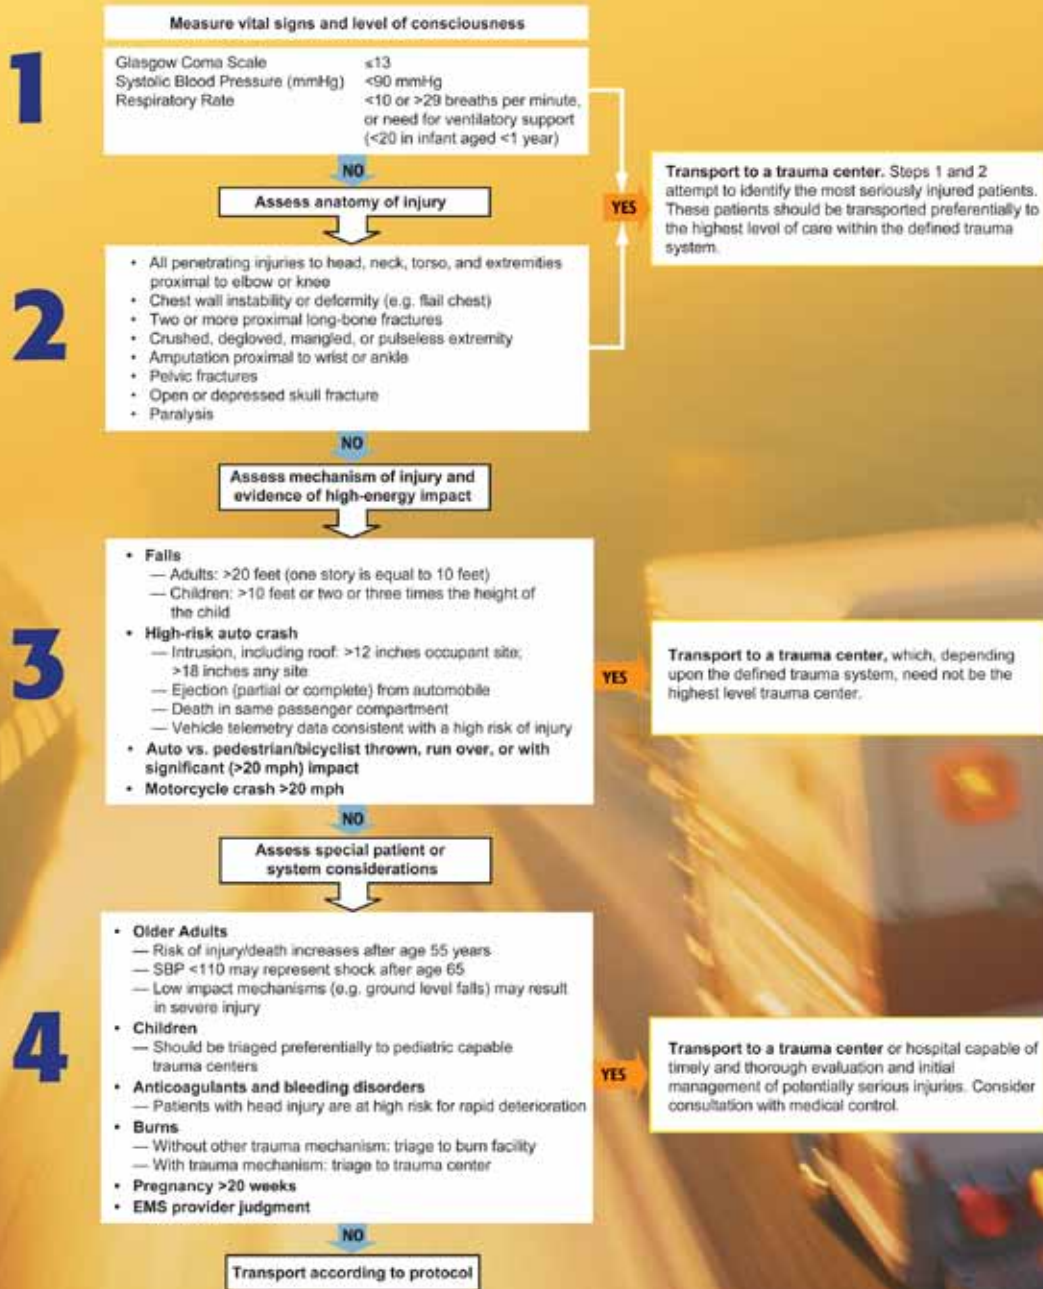 Measure vital signs and level of consciousness
1
Glasgow Coma Scale ≤13
Systolic Blood Pressure (mmHg) <90 mmHg
Respiratory Rate <10 or >29 breaths per minute,
or need for ventilatory support
(<20 in infant aged <1 year)
NO
Assess anatomy of injury
YES
Transport to a trauma center. Steps 1 and 2
attempt to identify the most seriously injured patients.
These patients should be transported preferentially to
the highest level of care within the defined trauma
system.
2
• All penetrating injuries to head, neck, torso, and extremities
proximal to elbow or knee
• Chest wall instability or deformity (e.g. flail chest)
• Two or more proximal long-bone fractures
• Crushed, degloved, mangled, or pulseless extremity
• Amputation proximal to wrist or ankle
• Pelvic fractures
• Open or depressed skull fracture
• Paralysis
NO
Assess mechanism of injury and
evidence of high-energy impact
3
• Falls
— Adults: >20 feet (one story is equal to 10 feet)
— Children: >10 feet or two or three times the height of
the child
• High-risk auto crash
— Intrusion, including roof: >12 inches occupant site;
>18 inches any site
— Ejection (partial or complete) from automobile
— Death in same passenger compartment
— Vehicle telemetry data consistent with a high risk of injury
• Auto vs. pedestrian/bicyclist thrown, run over, or with
significant (>20 mph) impact
• Motorcycle crash >20 mph
YES
Transport to a trauma center, which, depending
upon the defined trauma system, need not be the
highest level trauma center.
NO
Assess special patient or
system considerations
4
• Older Adults
— Risk of injury/death increases after age 55 years
— SBP <110 may represent shock after age 65
— Low impact mechanisms (e.g. ground level falls) may result
in severe injury
• Children
— Should be triaged preferentially to pediatric capable
trauma centers
• Anticoagulants and bleeding disorders
— Patients with head injury are at high risk for rapid deterioration
• Burns
— Without other trauma mechanism: triage to burn facility
— With trauma mechanism: triage to trauma center
• Pregnancy >20 weeks
• EMS provider judgment
YES
Transport to a trauma center or hospital capable of
timely and thorough evaluation and initial
management of potentially serious injuries. Consider
consultation with medical control.
NO
Transport according to protocol